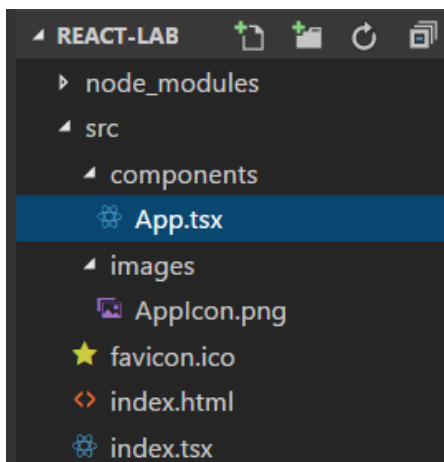 REACT-LAB
node_modules
src
components
App.tsx
images
AppIcon.png
favicon.ico
index.html
index.tsx